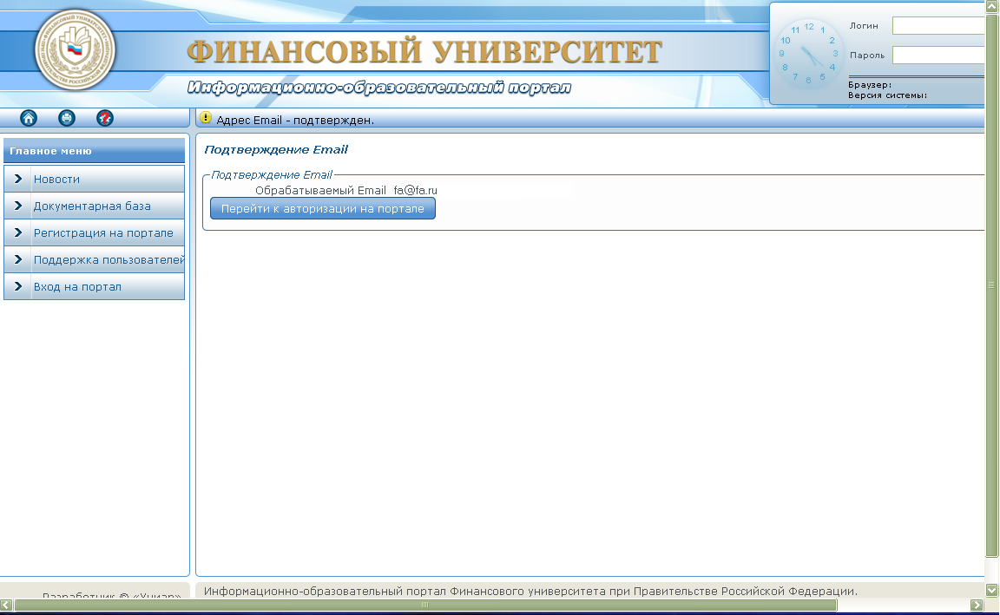 ФИНАНСОВЫЙ УНИВЕРСИТЕТ
Информационно-образовательный портал
Логин
Пароль
Браузер:
Версия системы:
12
1
2
3
4
5
6
7
8
9
10
11
Адрес Email - подтвержден.
Главное меню
Новости
Документарная база
Регистрация на портале
Поддержка пользователей
Вход на портал
Подтверждение Email
Подтверждение Email
Обрабатываемый Email fa@fa.ru
Перейти к авторизации на портале
Разработчик © «Униар»
Информационно-образовательный портал Финансового университета при Правительстве Российской Федерации.